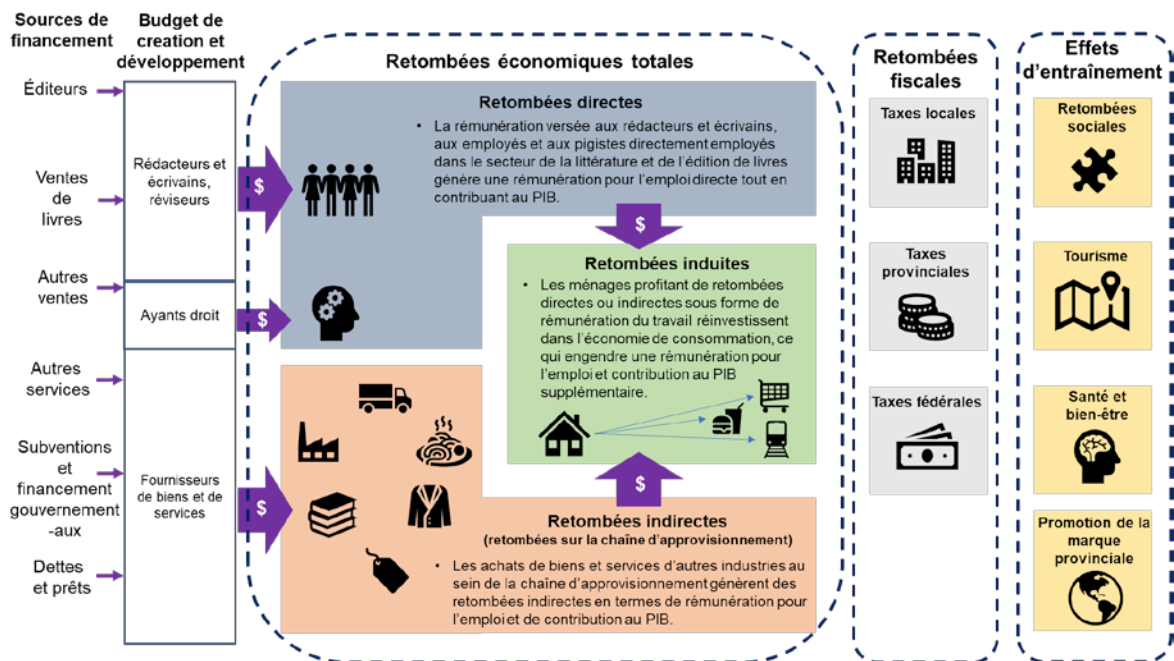 Sources de
financement
Budget de
creation et
développement
Éditeurs
Ventes
de
livres
Autres
ventes
Autres
services
Subventions
et
financement
gouvernement
-aux
Dettes
et prêts
Rédacteurs et
écrivains,
réviseurs
Ayants droit
Fournisseurs
de biens et de
services
$
$
$
Retombées économiques totales
Retombées directes
• La rémunération versée aux rédacteurs et écrivains,
aux employés et aux pigistes directement employés
dans le secteur de la littérature et de l'édition de livres
génère une rémunération pour l'emploi directe tout en
contribuant au PIB.
$
Retombées induites
• Les ménages profitant de retombées
directes ou indirectes sous forme de
rémunération du travail réinvestissent
dans l'économie de consommation, ce
qui engendre une rémunération pour
l'emploi et contribution au PIB
supplémentaire.
$
Retombées indirectes
(retombées sur la chaîne d'approvisionnement)
• Les achats de biens et services d'autres industries au
sein de la chaîne d'approvisionnement génèrent des
retombées indirectes en termes de rémunération pour
l'emploi et de contribution au PIB.
Retombées
fiscales
Taxes locales
Taxes
provinciales
Taxes fédérales
Effets
d'entraînement
Retombées
sociales
Tourisme
Santé et
bien-être
Promotion de la
marque
provinciale